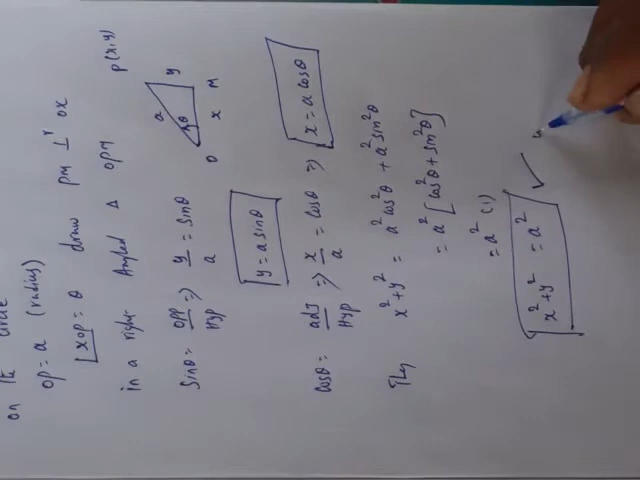 on the circle
OP = a (radius)
∠XOP = θ draw PM ⊥r OX
in a right Angled Δ OPM P(x,y)
a y
θ
O x M
Sinθ = opp/Hyp => y/a = sinθ
y = a sinθ
Cosθ = adj/Hyp => x/a = cosθ => x = a cosθ
x² + y² = a² cos²θ + a² sin²θ
= a² [cos²θ + sin²θ]
= a² (1)
x² + y² = a²